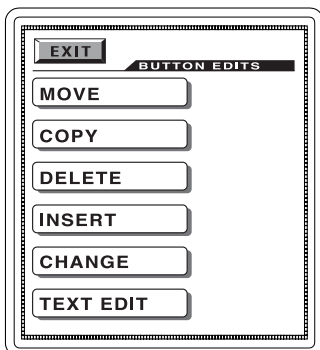 EXIT
BUTTON EDITS
MOVE
COPY
DELETE
INSERT
CHANGE
TEXT EDIT